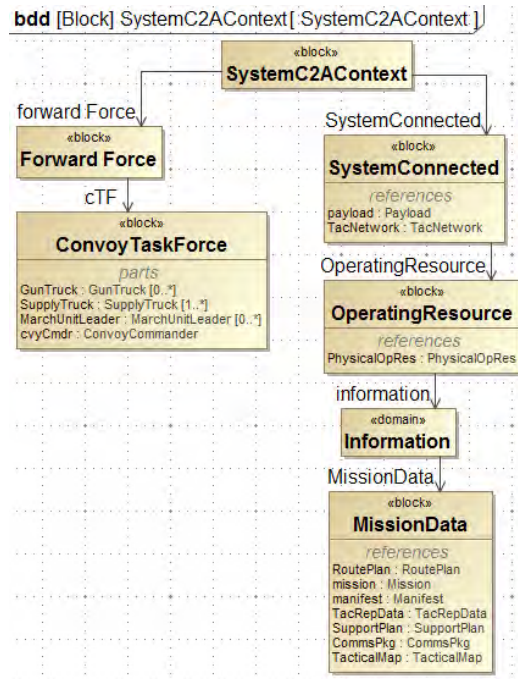 bdd [Block] SystemC2AContext[ SystemC2AContext ]
«block»
SystemC2AContext
forward Force
«block»
Forward Force
cTF
«block»
ConvoyTaskForce
parts
GunTruck : GunTruck [0..*]
SupplyTruck : SupplyTruck [1..*]
MarchUnitLeader : MarchUnitLeader [0..*]
cvyCmdr : ConvoyCommander
SystemConnected
«block»
SystemConnected
references
payload : Payload
TacNetwork : TacNetwork
OperatingResource
«block»
OperatingResource
references
PhysicalOpRes : PhysicalOpRes
information
«domain»
Information
MissionData
«block»
MissionData
references
RoutePlan : RoutePlan
mission : Mission
manifest : Manifest
TacRepData : TacRepData
SupportPlan : SupportPlan
CommsPkg : CommsPkg
TacticalMap : TacticalMap